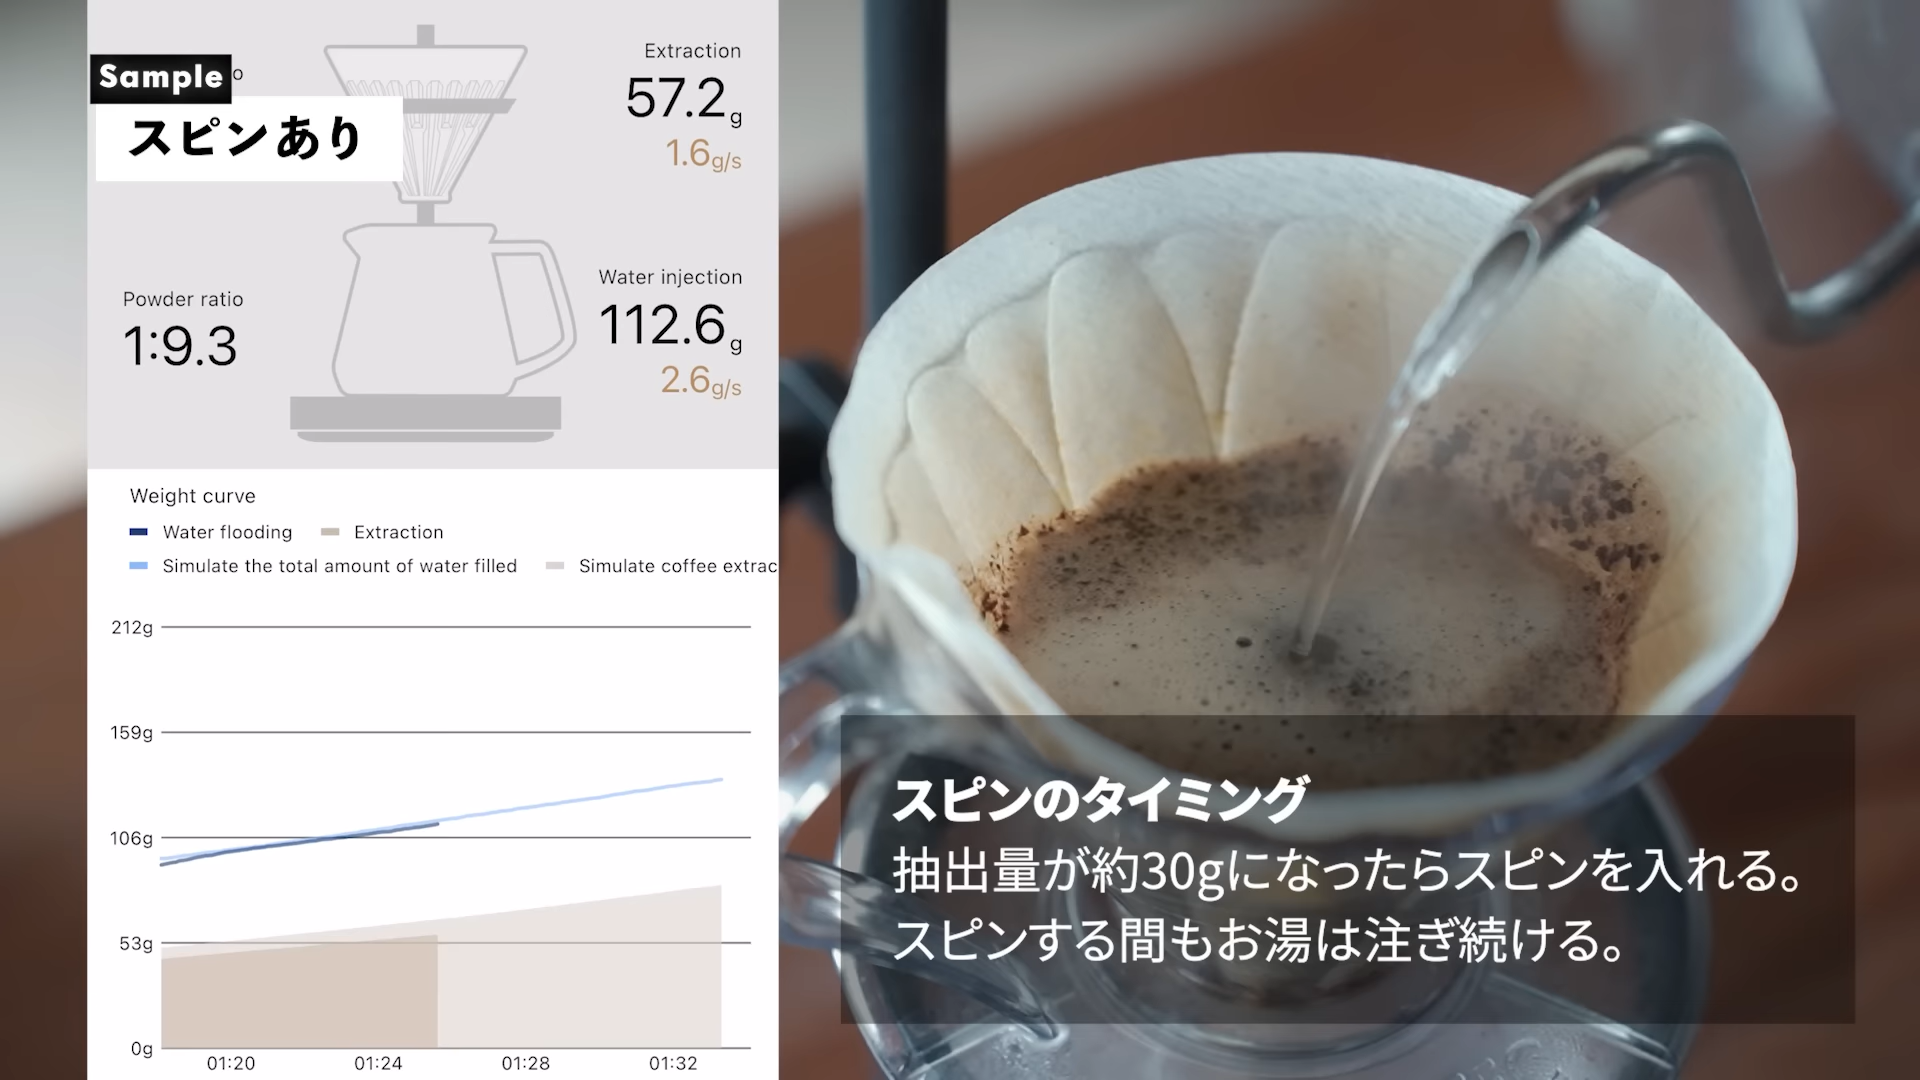 Sample
スピンあり
Extraction
57.2g
1.6g/s
Powder ratio
1:9.3
Water injection
112.6g
2.6g/s
Weight curve
Water flooding
Extraction
Simulate the total amount of water filled
Simulate coffee extrac
212g
159g
106g
53g
0g
01:20
01:24
01:28
01:32
スピンのタイミング
抽出量が約30gになったらスピンを入れる。
スピンする間もお湯は注ぎ続ける。